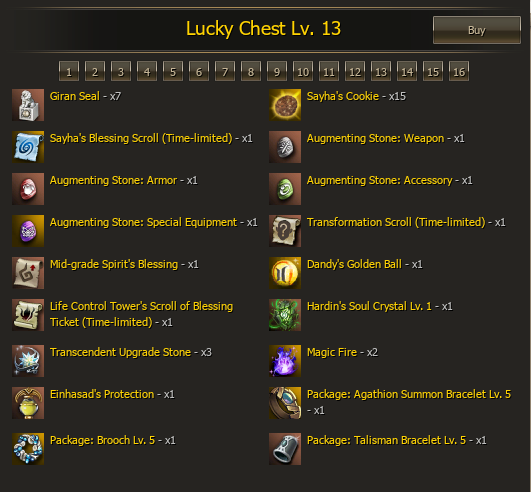 Lucky Chest Lv. 13
Buy
1 2 3 4 5 6 7 8 9 10 11 12 13 14 15 16
Giran Seal - x7
Sayha's Cookie - x15
Sayha's Blessing Scroll (Time-limited) - x1
Augmenting Stone: Weapon - x1
Augmenting Stone: Armor - x1
Augmenting Stone: Accessory - x1
Augmenting Stone: Special Equipment - x1
Transformation Scroll (Time-limited) - x1
Mid-grade Spirit's Blessing - x1
Dandy's Golden Ball - x1
Life Control Tower's Scroll of Blessing
Ticket (Time-limited) - x1
Hardin's Soul Crystal Lv. 1 - x1
Transcendent Upgrade Stone - x3
Magic Fire - x2
Einhasad's Protection - x1
Package: Agathion Summon Bracelet Lv. 5
- x1
Package: Brooch Lv. 5 - x1
Package: Talisman Bracelet Lv. 5 - x1